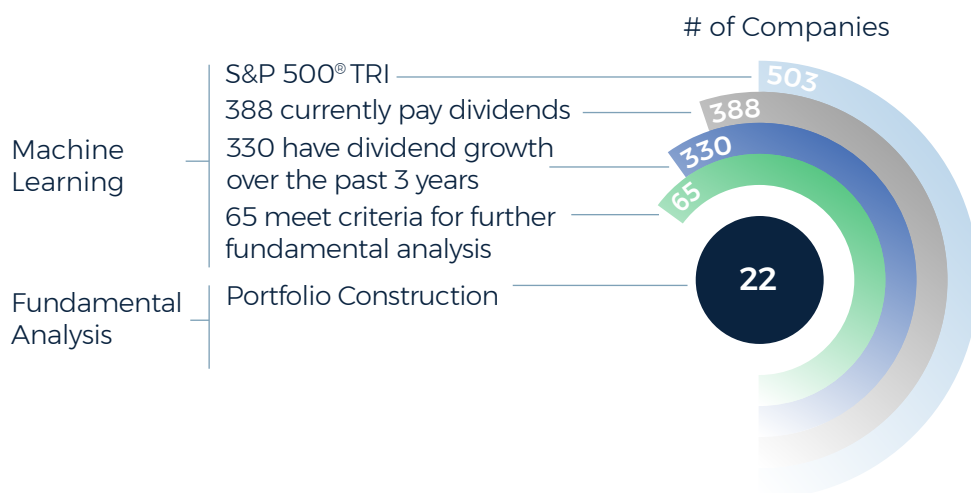 # of Companies
S&P 500® TRI
503
388 currently pay dividends
388
Machine
Learning
330 have dividend growth
over the past 3 years
330
65 meet criteria for further
fundamental analysis
65
Fundamental
Analysis
Portfolio Construction
22